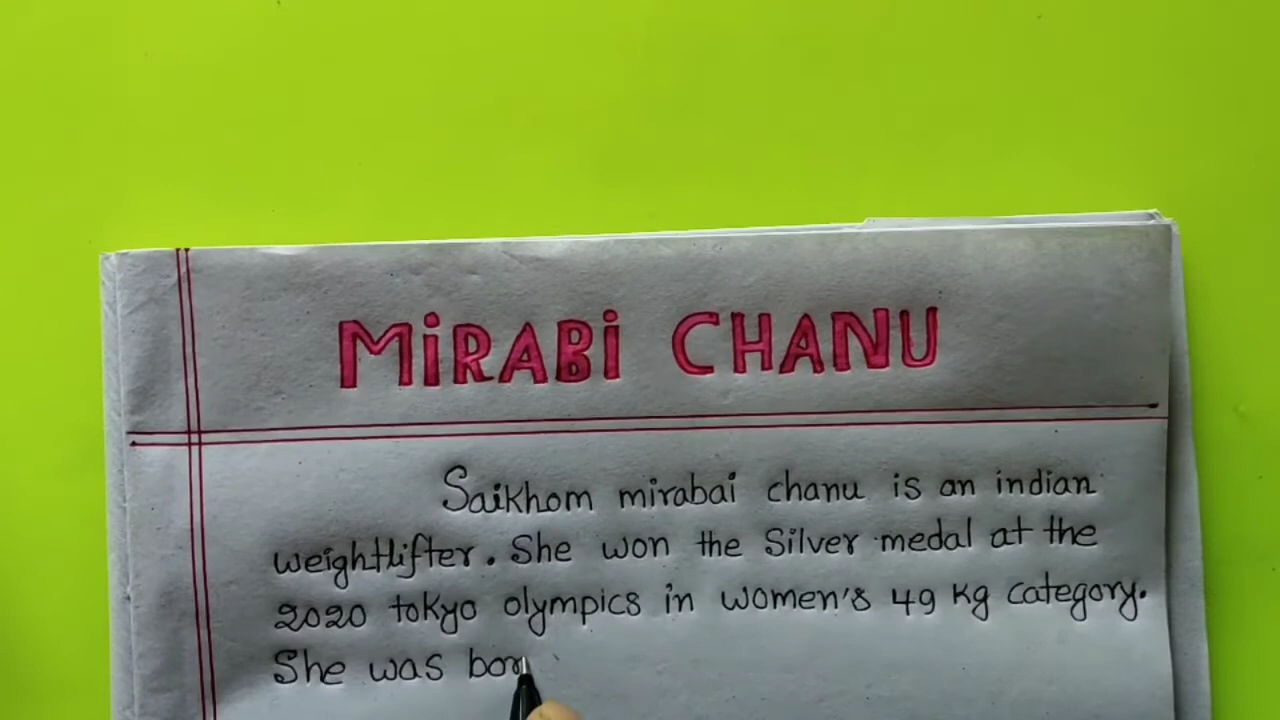 MiRABi CHANU
Saikhom mirabai chanu is an indian
weightlifter. She won the Silver medal at the
2020 tokyo olympics in women's 49 Kg category.
She was bor